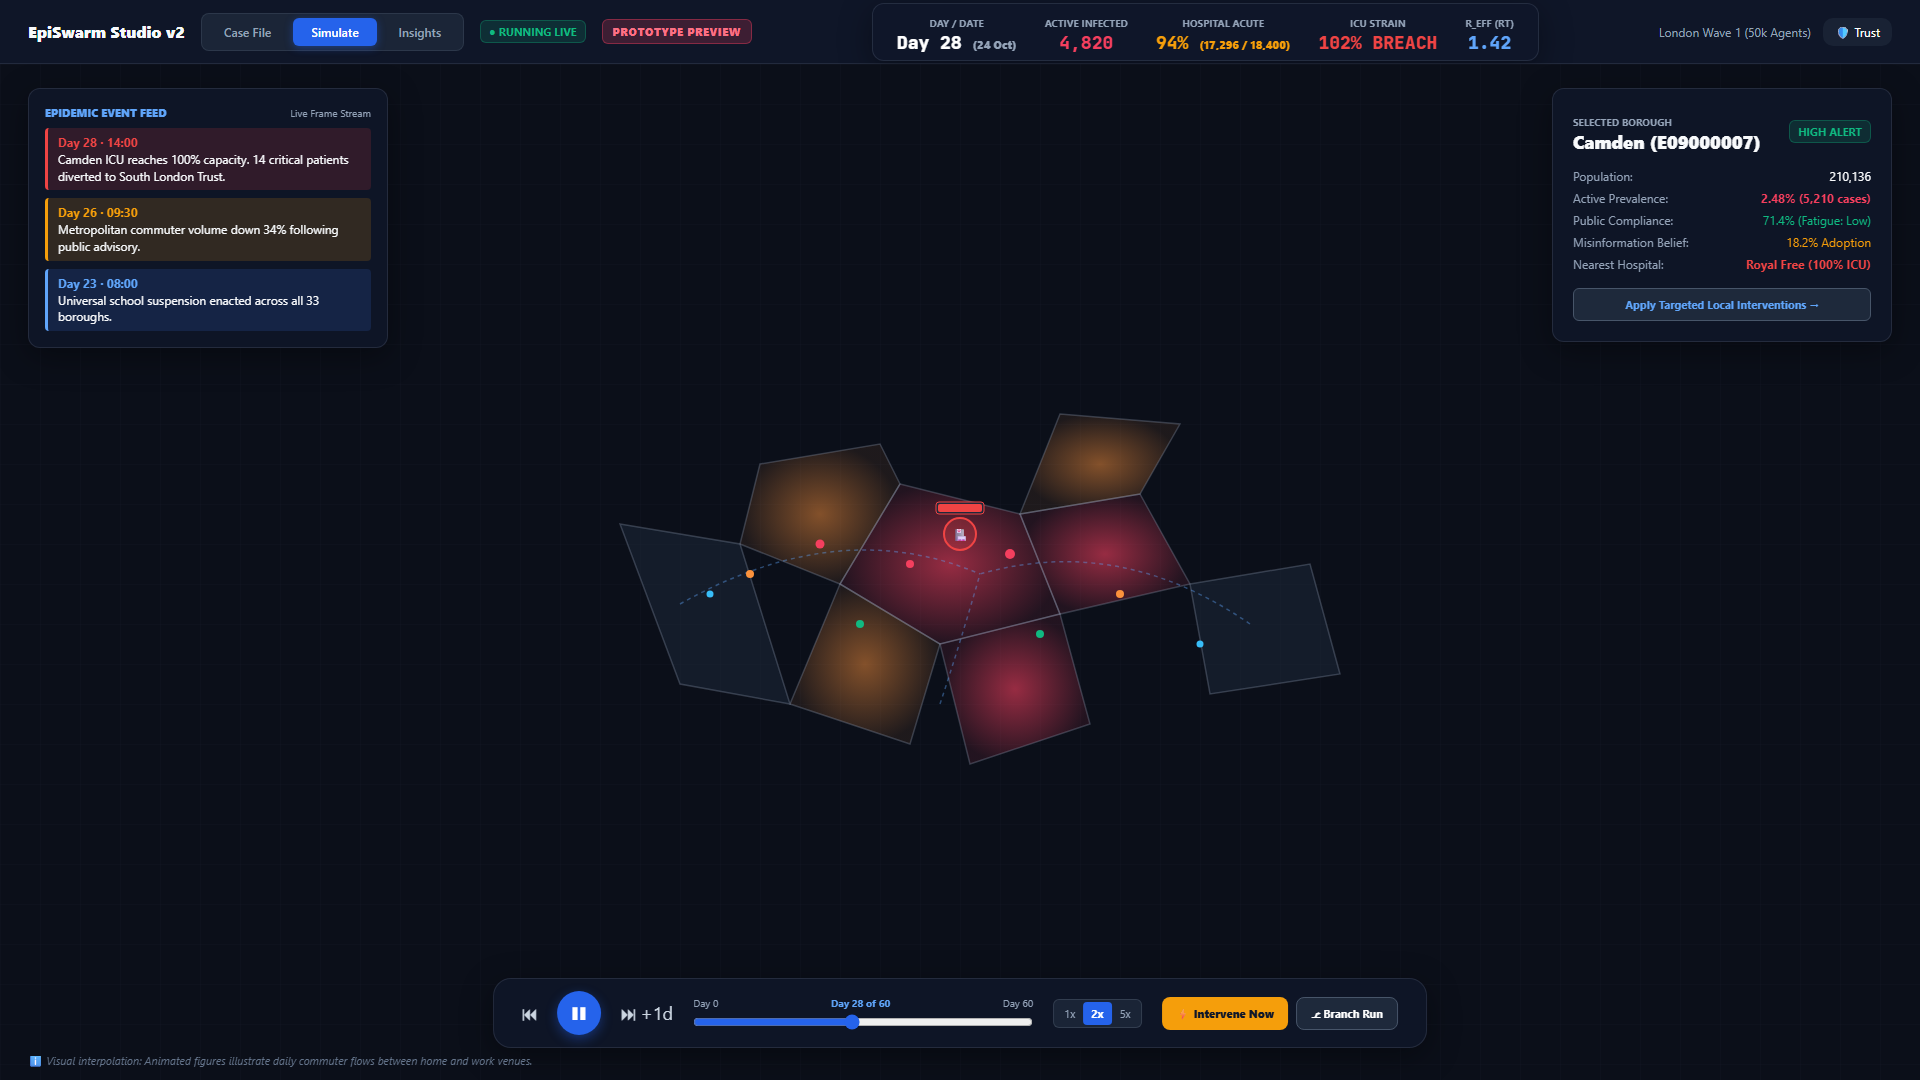 EpiSwarm Studio v2
Case File
Simulate
Insights
● RUNNING LIVE
PROTOTYPE PREVIEW
DAY / DATE
Day 28 (24 Oct)
ACTIVE INFECTED
4,820
HOSPITAL ACUTE
94% (17,296 / 18,400)
ICU STRAIN
102% BREACH
R_EFF (RT)
1.42
London Wave 1 (50k Agents)
Trust
EPIDEMIC EVENT FEED
Live Frame Stream
Day 28 · 14:00
Camden ICU reaches 100% capacity. 14 critical patients
diverted to South London Trust.
Day 26 · 09:30
Metropolitan commuter volume down 34% following
public advisory.
Day 23 · 08:00
Universal school suspension enacted across all 33
boroughs.
SELECTED BOROUGH
Camden (E09000007)
HIGH ALERT
Population:
210,136
Active Prevalence:
2.48% (5,210 cases)
Public Compliance:
71.4% (Fatigue: Low)
Misinformation Belief:
18.2% Adoption
Nearest Hospital:
Royal Free (100% ICU)
Apply Targeted Local Interventions →
+1d
Day 0
Day 28 of 60
Day 60
1x
2x
5x
Intervene Now
Branch Run
Visual interpolation: Animated figures illustrate daily commuter flows between home and work venues.